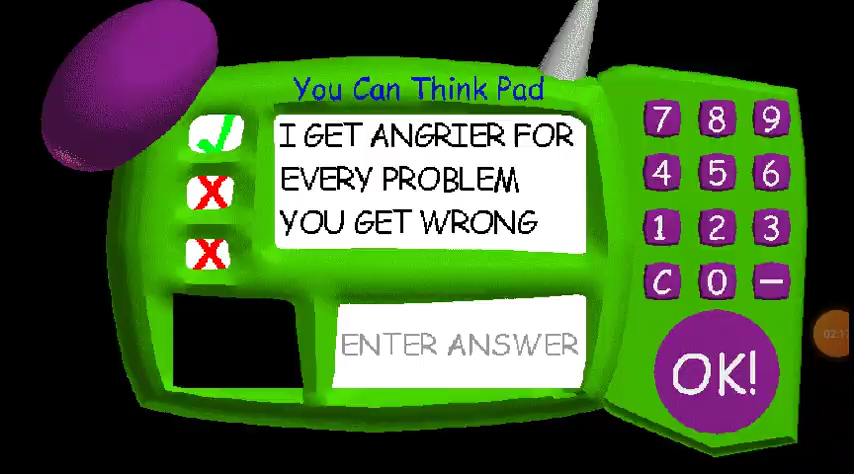 You Can Think Pad
I GET ANGRIER FOR
EVERY PROBLEM
YOU GET WRONG
ENTER ANSWER
7 8 9
4 5 6
1 2 3
C 0 -
OK!